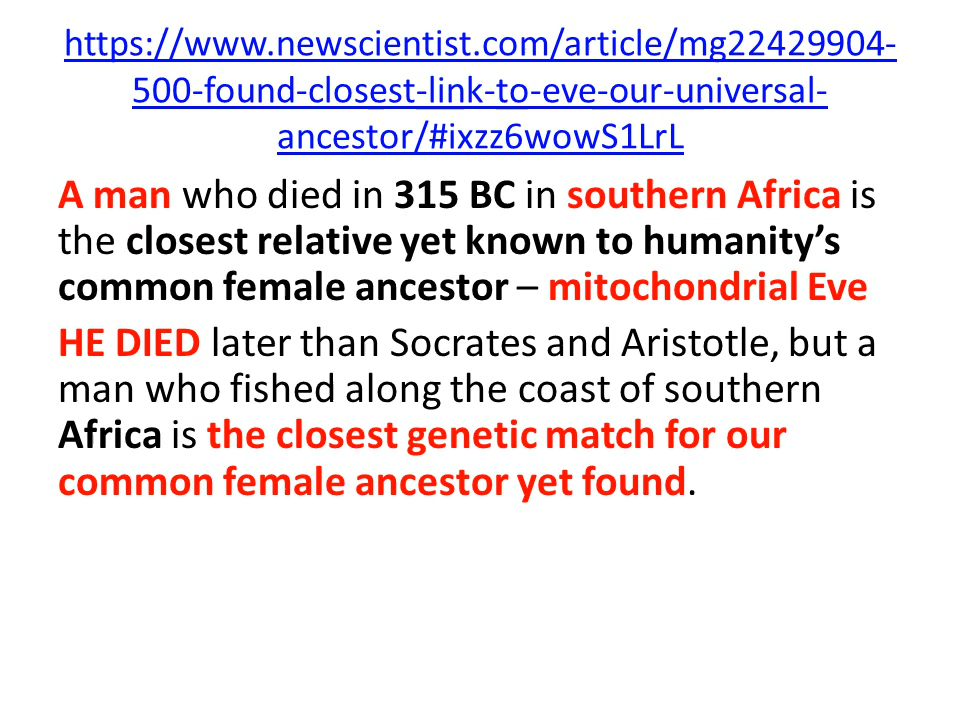 https://www.newscientist.com/article/mg22429904-
500-found-closest-link-to-eve-our-universal-
ancestor/#ixzz6wowS1LrL
A man who died in 315 BC in southern Africa is
the closest relative yet known to humanity’s
common female ancestor – mitochondrial Eve
HE DIED later than Socrates and Aristotle, but a
man who fished along the coast of southern
Africa is the closest genetic match for our
common female ancestor yet found.